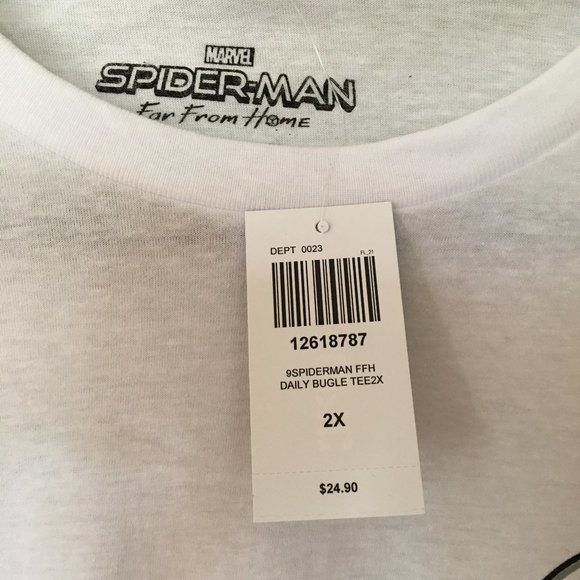 MARVEL
SPIDER-MAN
Far From Home
DEPT 0023 FL_21
12618787
9SPIDERMAN FFH
DAILY BUGLE TEE2X
2X
$24.90